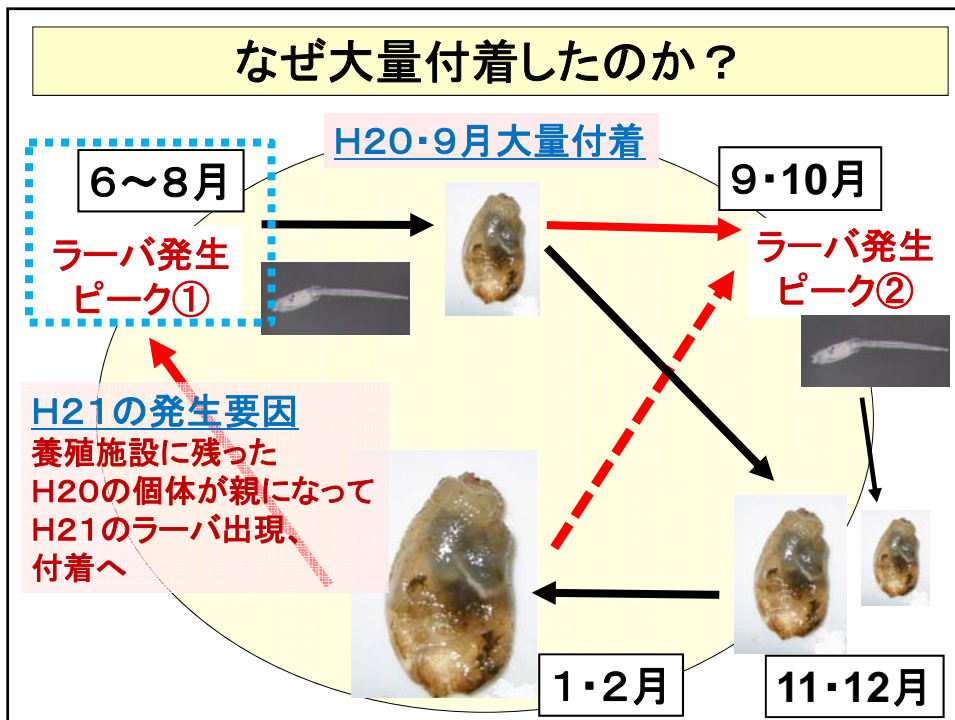 なぜ大量付着したのか？
H20・9月大量付着
６～８月
ラーバ発生
ピーク①
９・10月
ラーバ発生
ピーク②
H21の発生要因
養殖施設に残った
H20の個体が親になって
H21のラーバ出現、
付着へ
１・２月
11・12月